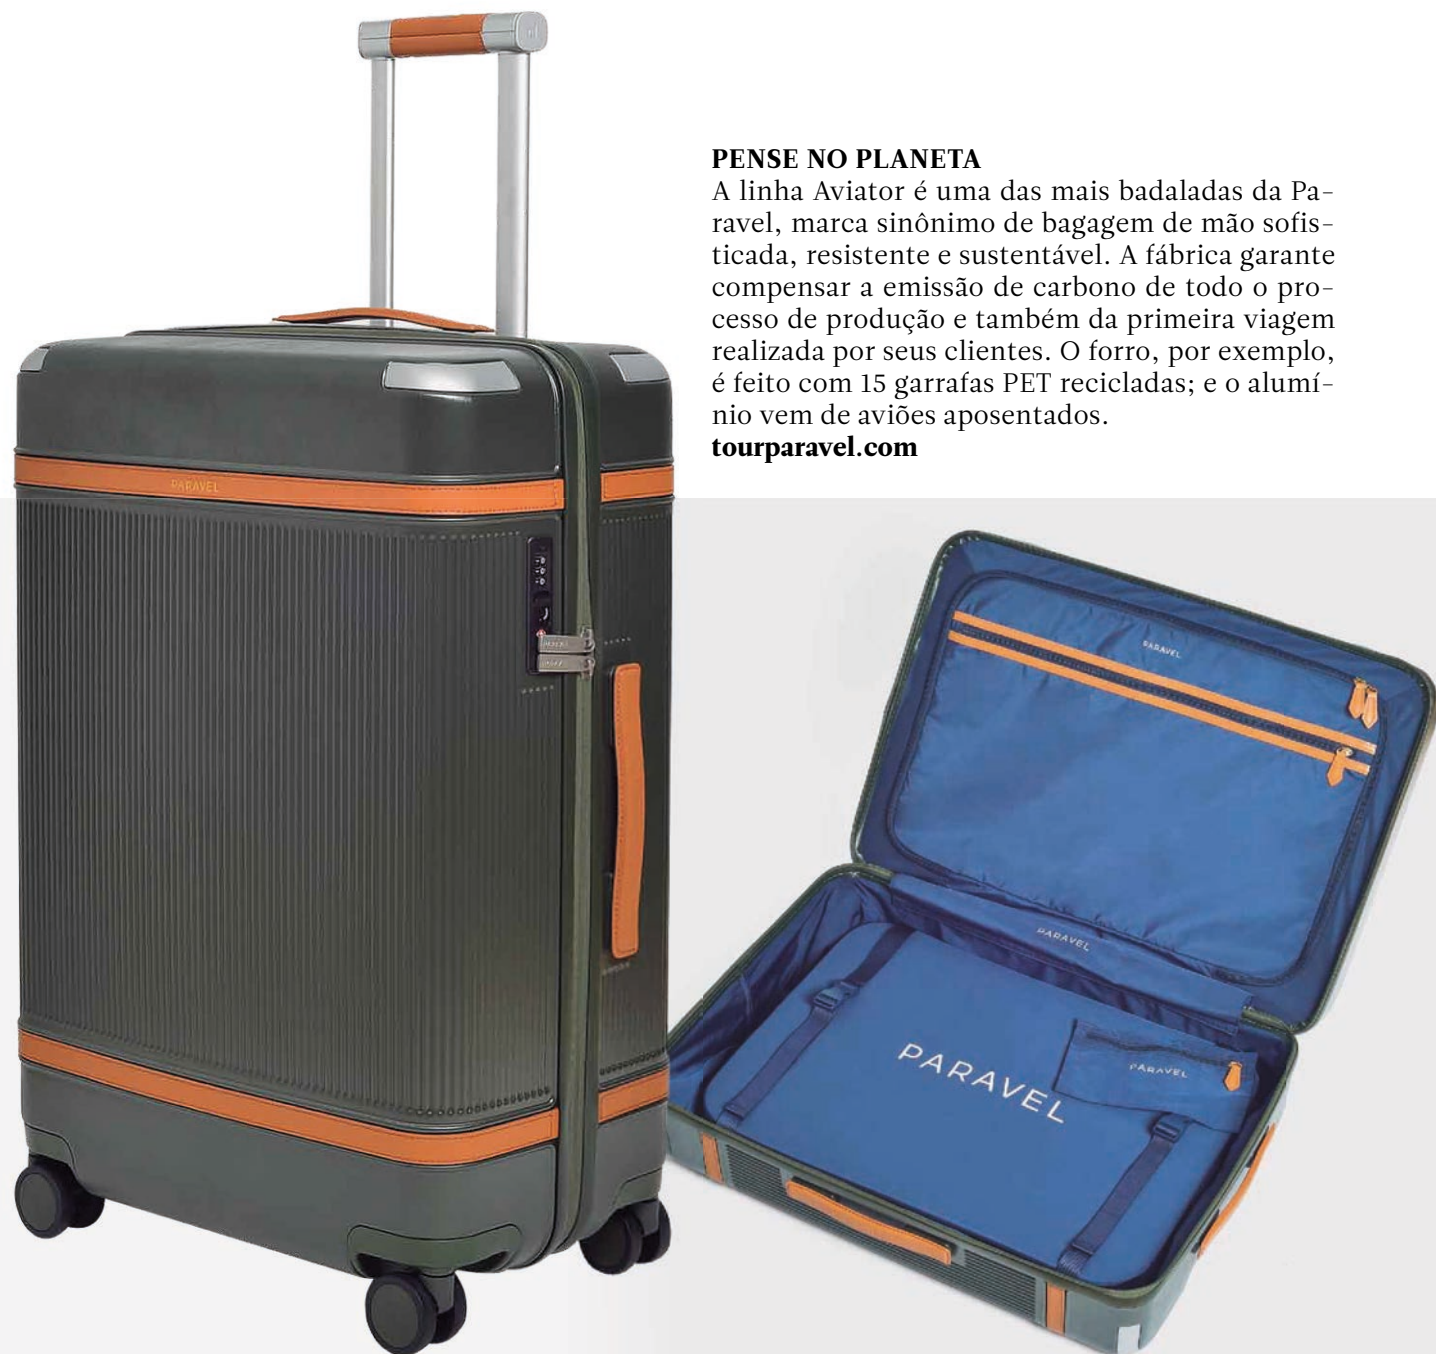 PENSE NO PLANETA
A linha Aviator é uma das mais badaladas da Pa-
ravel, marca sinônimo de bagagem de mão sofis-
ticada, resistente e sustentável. A fábrica garante
compensar a emissão de carbono de todo o pro-
cesso de produção e também da primeira viagem
realizada por seus clientes. O forro, por exemplo,
é feito com 15 garrafas PET recicladas; e o alumí-
nio vem de aviões aposentados.
tourparavel.com
PARAVEL
PARAVEL
PARAVEL
PARAVEL
PARAVEL